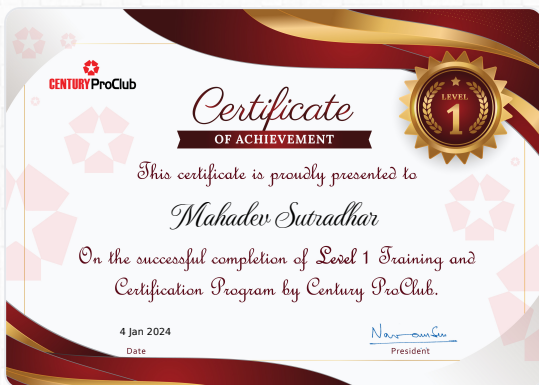 CENTURY ProClub
LEVEL
1
Certificate
OF ACHIEVEMENT
This certificate is proudly presented to
Mahadev Sutradhar
On the successful completion of Level 1 Training and
Certification Program by Century ProClub.
4 Jan 2024
Date
President